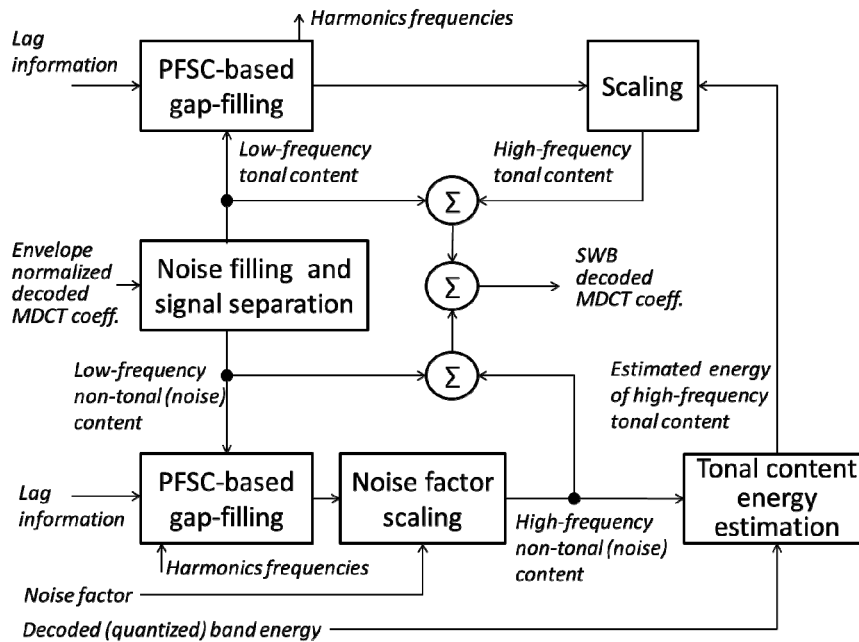 Harmonics frequencies
Lag
information
PFSC-based
gap-filling
Scaling
Low-frequency
tonal content
High-frequency
tonal content
Σ
Envelope
normalized
decoded
MDCT coeff.
Noise filling and
signal separation
Σ
SWB
decoded
MDCT coeff.
Low-frequency
non-tonal (noise)
content
Σ
Estimated energy
of high-frequency
tonal content
Lag
information
PFSC-based
gap-filling
Noise factor
scaling
High-frequency
non-tonal (noise)
content
Tonal content
energy
estimation
Harmonics frequencies
Noise factor
Decoded (quantized) band energy